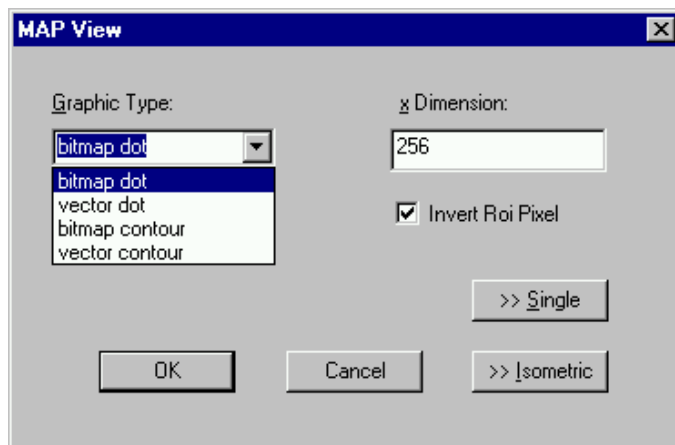 MAP View
Graphic Type:
x Dimension:
bitmap dot
256
bitmap dot
vector dot
bitmap contour
vector contour
Invert Roi Pixel
>> Single
OK
Cancel
>> Isometric